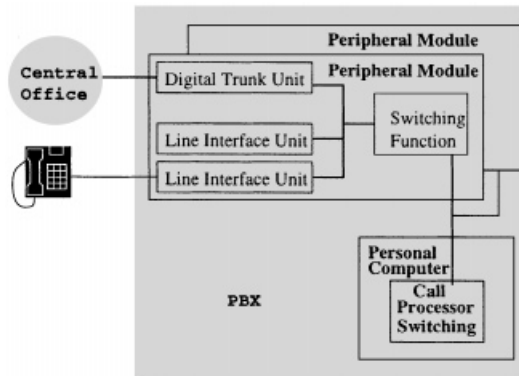 Peripheral Module
Peripheral Module
Central
Office
Digital Trunk Unit
Line Interface Unit
Line Interface Unit
Switching
Function
Personal
Computer
Call
Processor
Switching
PBX